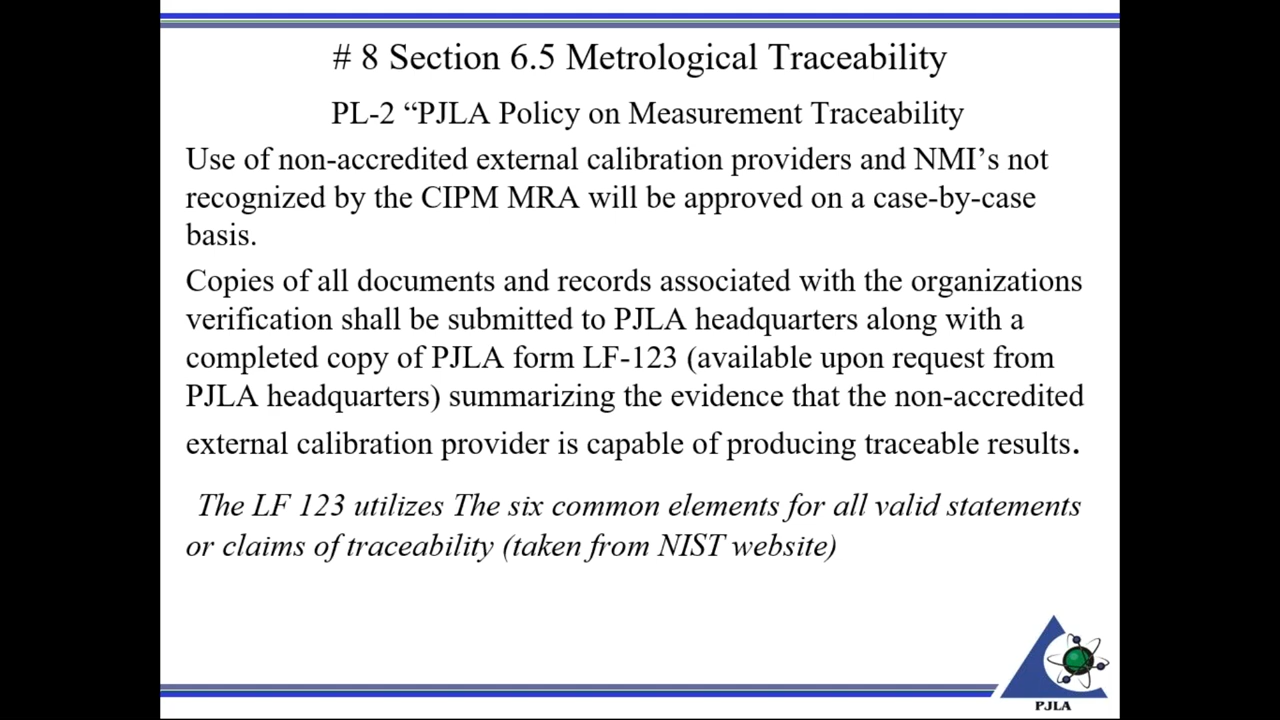 # 8 Section 6.5 Metrological Traceability
PL-2 “PJLA Policy on Measurement Traceability
Use of non-accredited external calibration providers and NMI’s not
recognized by the CIPM MRA will be approved on a case-by-case
basis.
Copies of all documents and records associated with the organizations
verification shall be submitted to PJLA headquarters along with a
completed copy of PJLA form LF-123 (available upon request from
PJLA headquarters) summarizing the evidence that the non-accredited
external calibration provider is capable of producing traceable results.
The LF 123 utilizes The six common elements for all valid statements
or claims of traceability (taken from NIST website)
PJLA